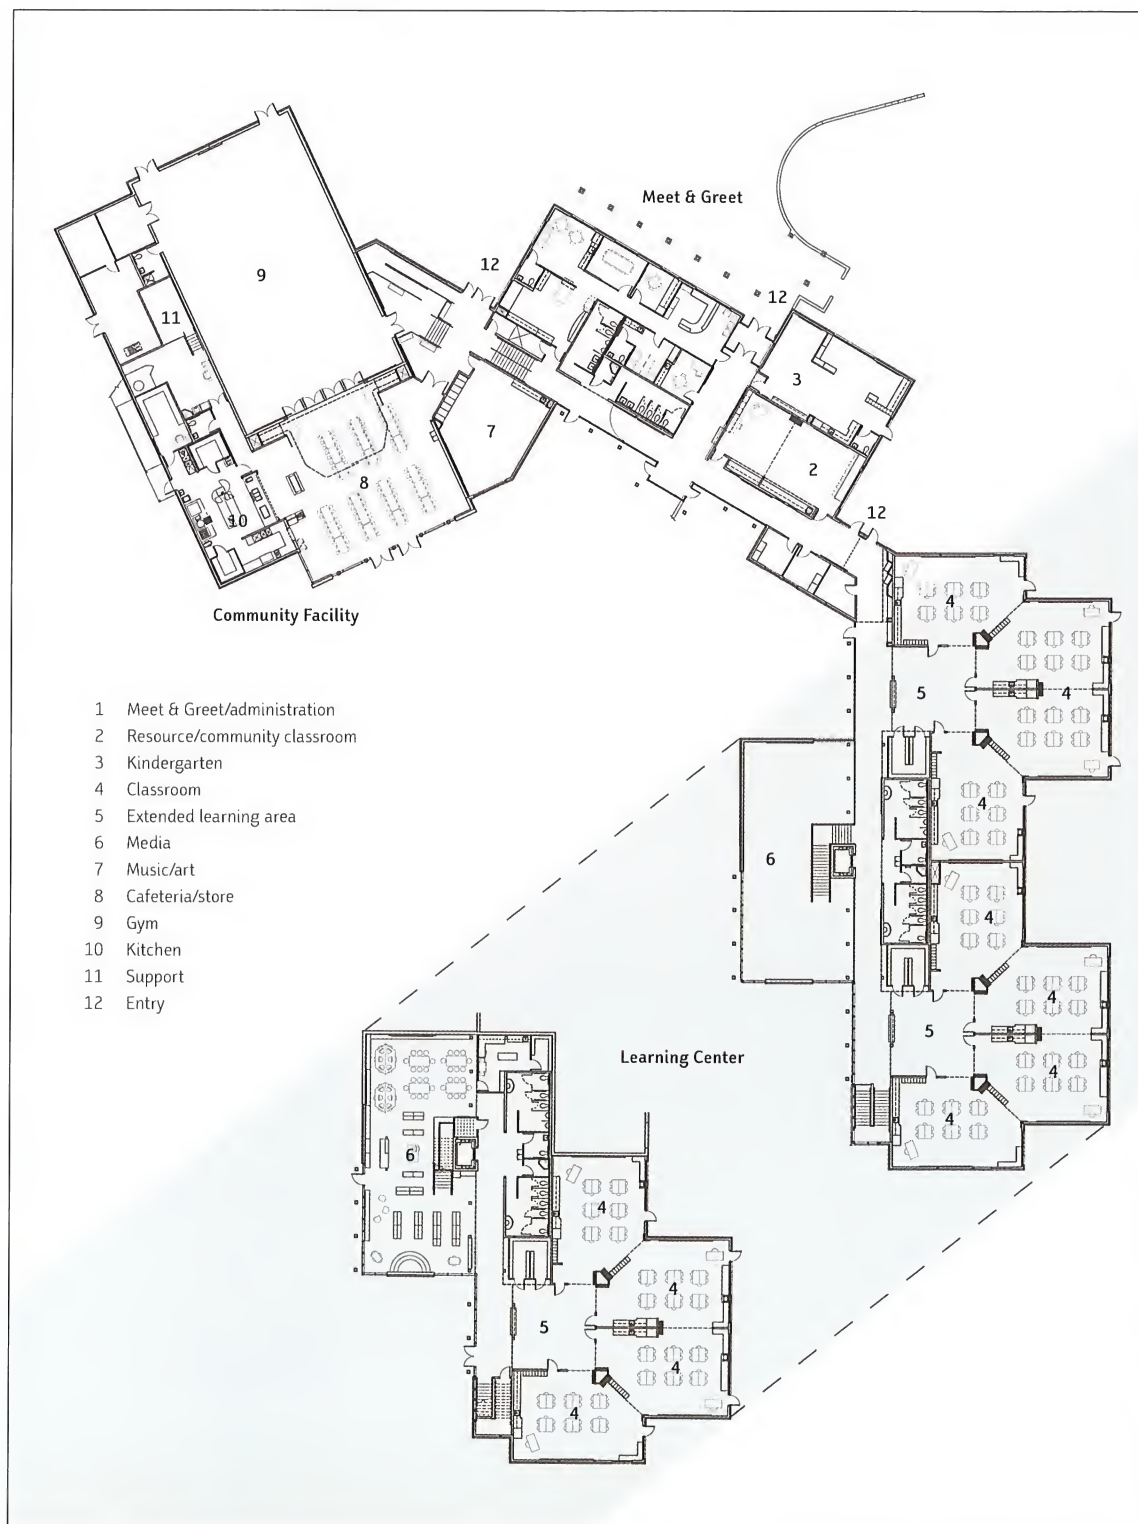 Meet & Greet
12
9
12
11
3
7
2
8
12
10
4
Community Facility
5
4
1 Meet & Greet/administration
2 Resource/community classroom
3 Kindergarten
4 Classroom
5 Extended learning area
6 Media
7 Music/art
8 Cafeteria/store
9 Gym
10 Kitchen
11 Support
12 Entry
4
6
4
4
5
Learning Center
4
4
6
4
4
5
4
4